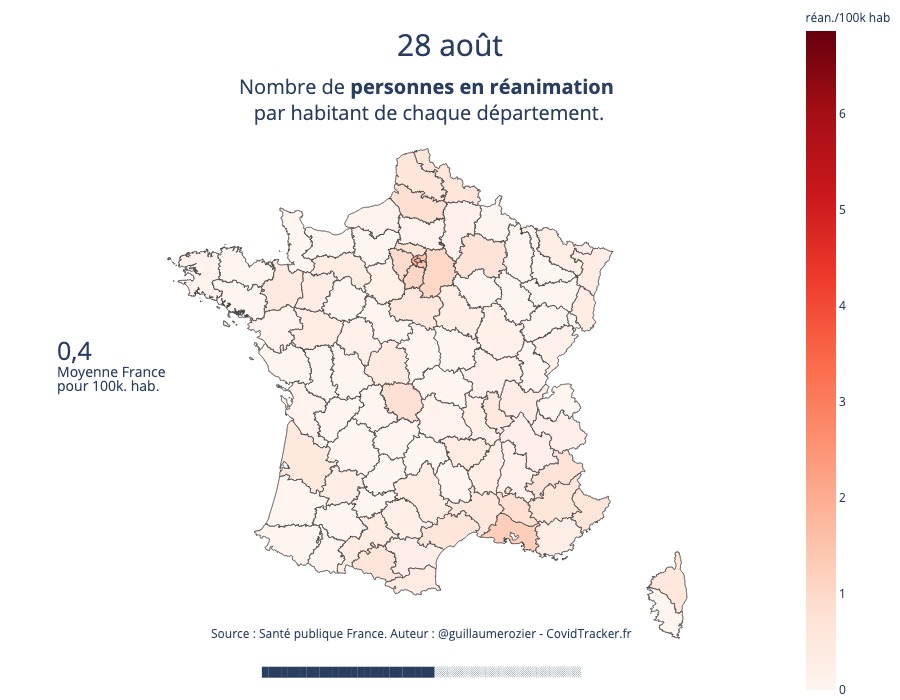 réan./100k hab
28 août
Nombre de personnes en réanimation
par habitant de chaque département.
6
5
4
3
2
1
0
0,4
Moyenne France
pour 100k. hab.
Source : Santé publique France. Auteur : @guillaumerozier - CovidTracker.fr